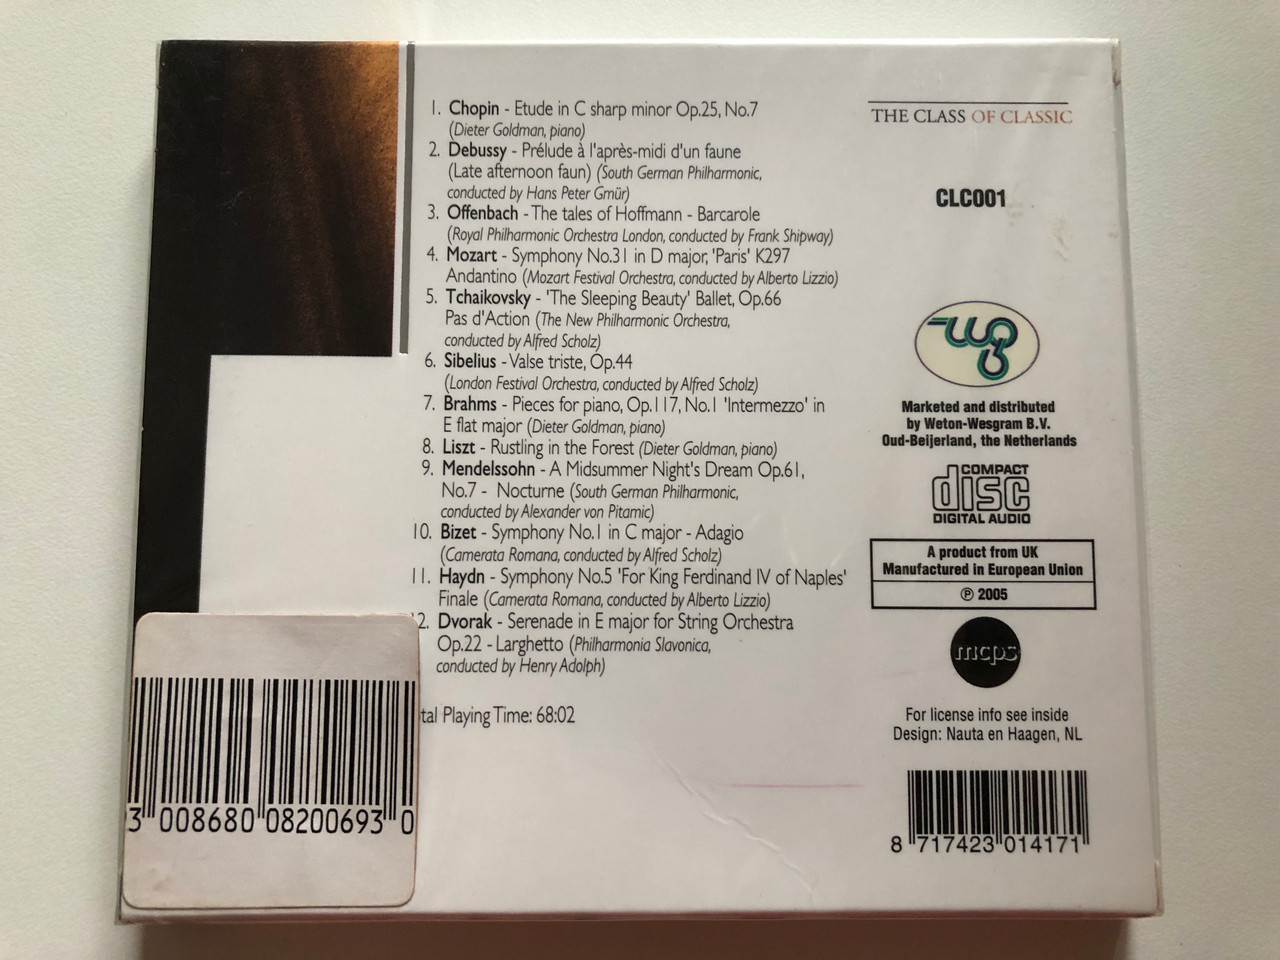 1. Chopin - Etude in C sharp minor Op.25, No.7
(Dieter Goldman, piano)
2. Debussy - Prélude à l'après-midi d'un faune
(Late afternoon faun) (South German Philharmonic,
conducted by Hans Peter Gmür)
3. Offenbach - The tales of Hoffmann - Barcarole
(Royal Philharmonic Orchestra London, conducted by Frank Shipway)
4. Mozart - Symphony No.31 in D major, 'Paris' K297
Andantino (Mozart Festival Orchestra, conducted by Alberto Lizzio)
5. Tchaikovsky - 'The Sleeping Beauty' Ballet, Op.66
Pas d'Action (The New Philharmonic Orchestra,
conducted by Alfred Scholz)
6. Sibelius - Valse triste, Op.44
(London Festival Orchestra, conducted by Alfred Scholz)
7. Brahms - Pieces for piano, Op.117, No.1 'Intermezzo' in
E flat major (Dieter Goldman, piano)
8. Liszt - Rustling in the Forest (Dieter Goldman, piano)
9. Mendelssohn - A Midsummer Night's Dream Op.61,
No.7 - Nocturne (South German Philharmonic,
conducted by Alexander von Pitamic)
10. Bizet - Symphony No.1 in C major - Adagio
(Camerata Romana, conducted by Alfred Scholz)
11. Haydn - Symphony No.5 'For King Ferdinand IV of Naples'
Finale (Camerata Romana, conducted by Alberto Lizzio)
12. Dvorak - Serenade in E major for String Orchestra
Op.22 - Larghetto (Philharmonia Slavonica,
conducted by Henry Adolph)
tal Playing Time: 68:02
THE CLASS OF CLASSIC
CLC001
Marketed and distributed
by Weton-Wesgram B.V.
Oud-Beijerland, the Netherlands
COMPACT
disc
DIGITAL AUDIO
A product from UK
Manufactured in European Union
℗ 2005
mcps
For license info see inside
Design: Nauta en Haagen, NL
8 717423 014171
3 008680 08200693 0